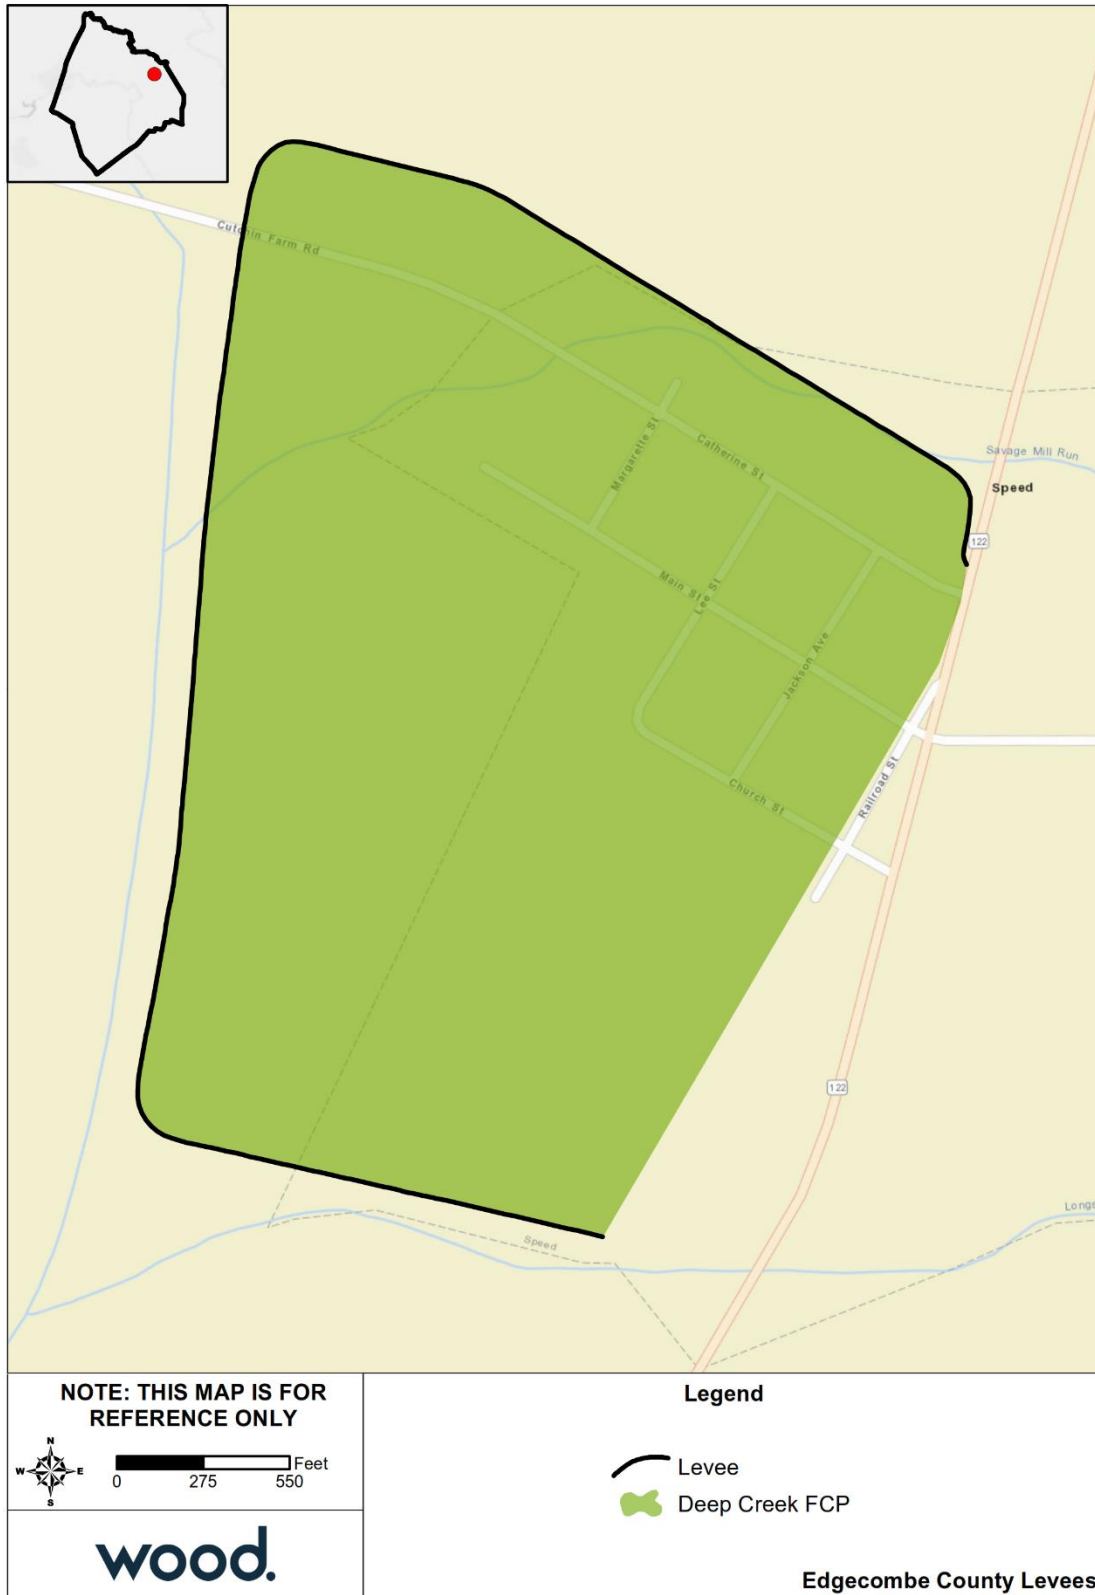 Cutchin Farm Rd
Margarette St
Catherine St
Savage Mill Run
Speed
122
Main St
Lee St
Jackson Ave
Railroad St
Church St
122
Longs
Speed
NOTE: THIS MAP IS FOR
REFERENCE ONLY
N
W E
S
Feet
0 275 550
wood.
Legend
Levee
Deep Creek FCP
Edgecombe County Levees